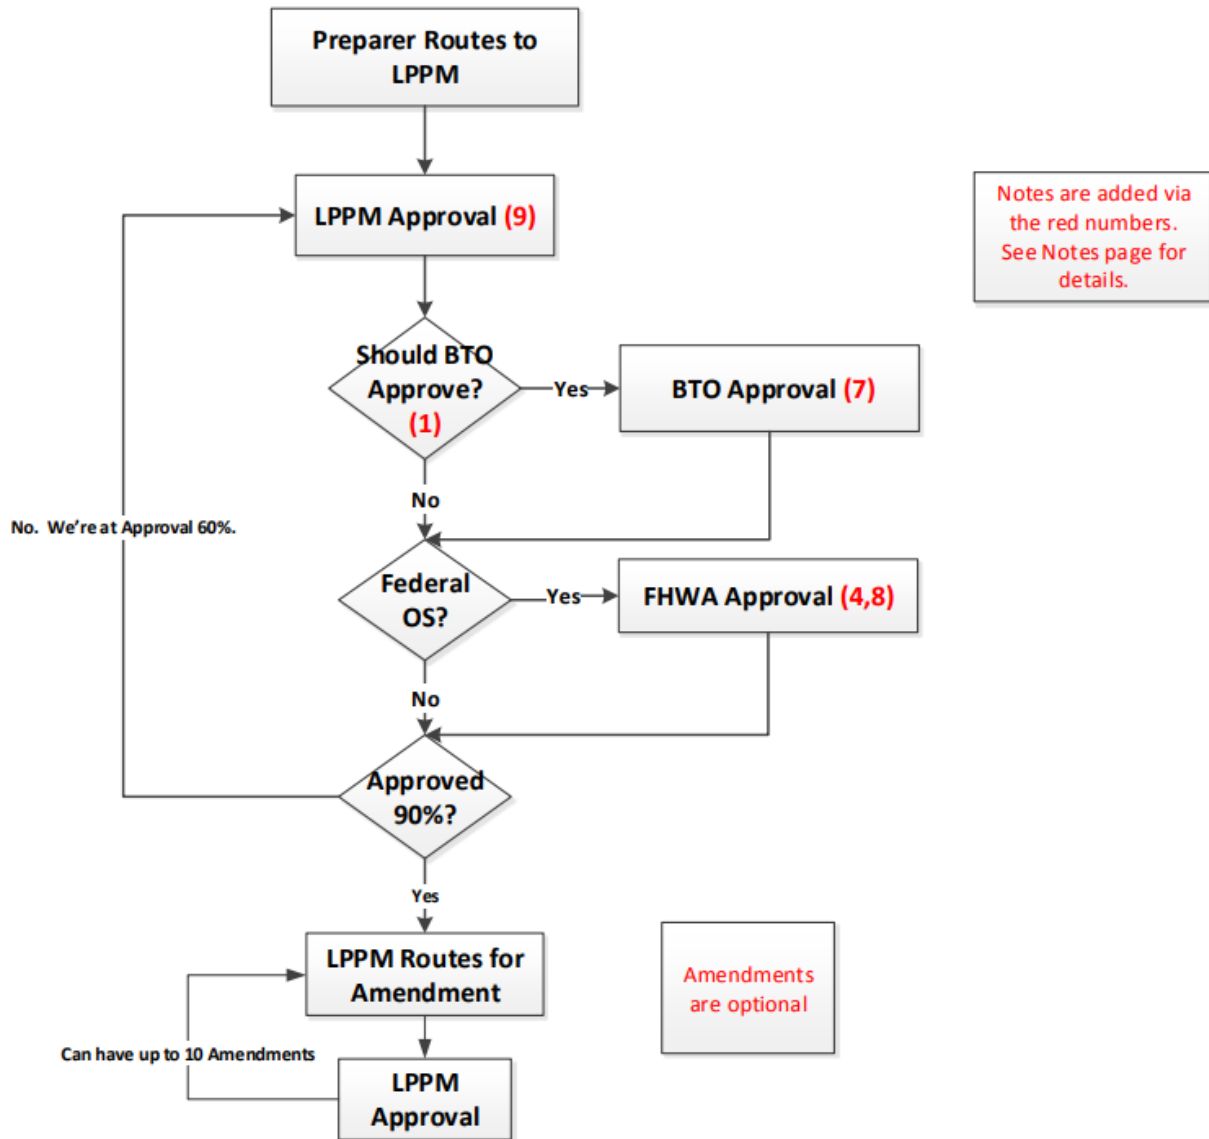 Preparer Routes to
LPPM
LPPM Approval (9)
Notes are added via
the red numbers.
See Notes page for
details.
Should BTO
Approve?
(1)
Yes
BTO Approval (7)
No
No.  We're at Approval 60%.
Federal
OS?
Yes
FHWA Approval (4,8)
No
Approved
90%?
Yes
LPPM Routes for
Amendment
Amendments
are optional
Can have up to 10 Amendments
LPPM
Approval